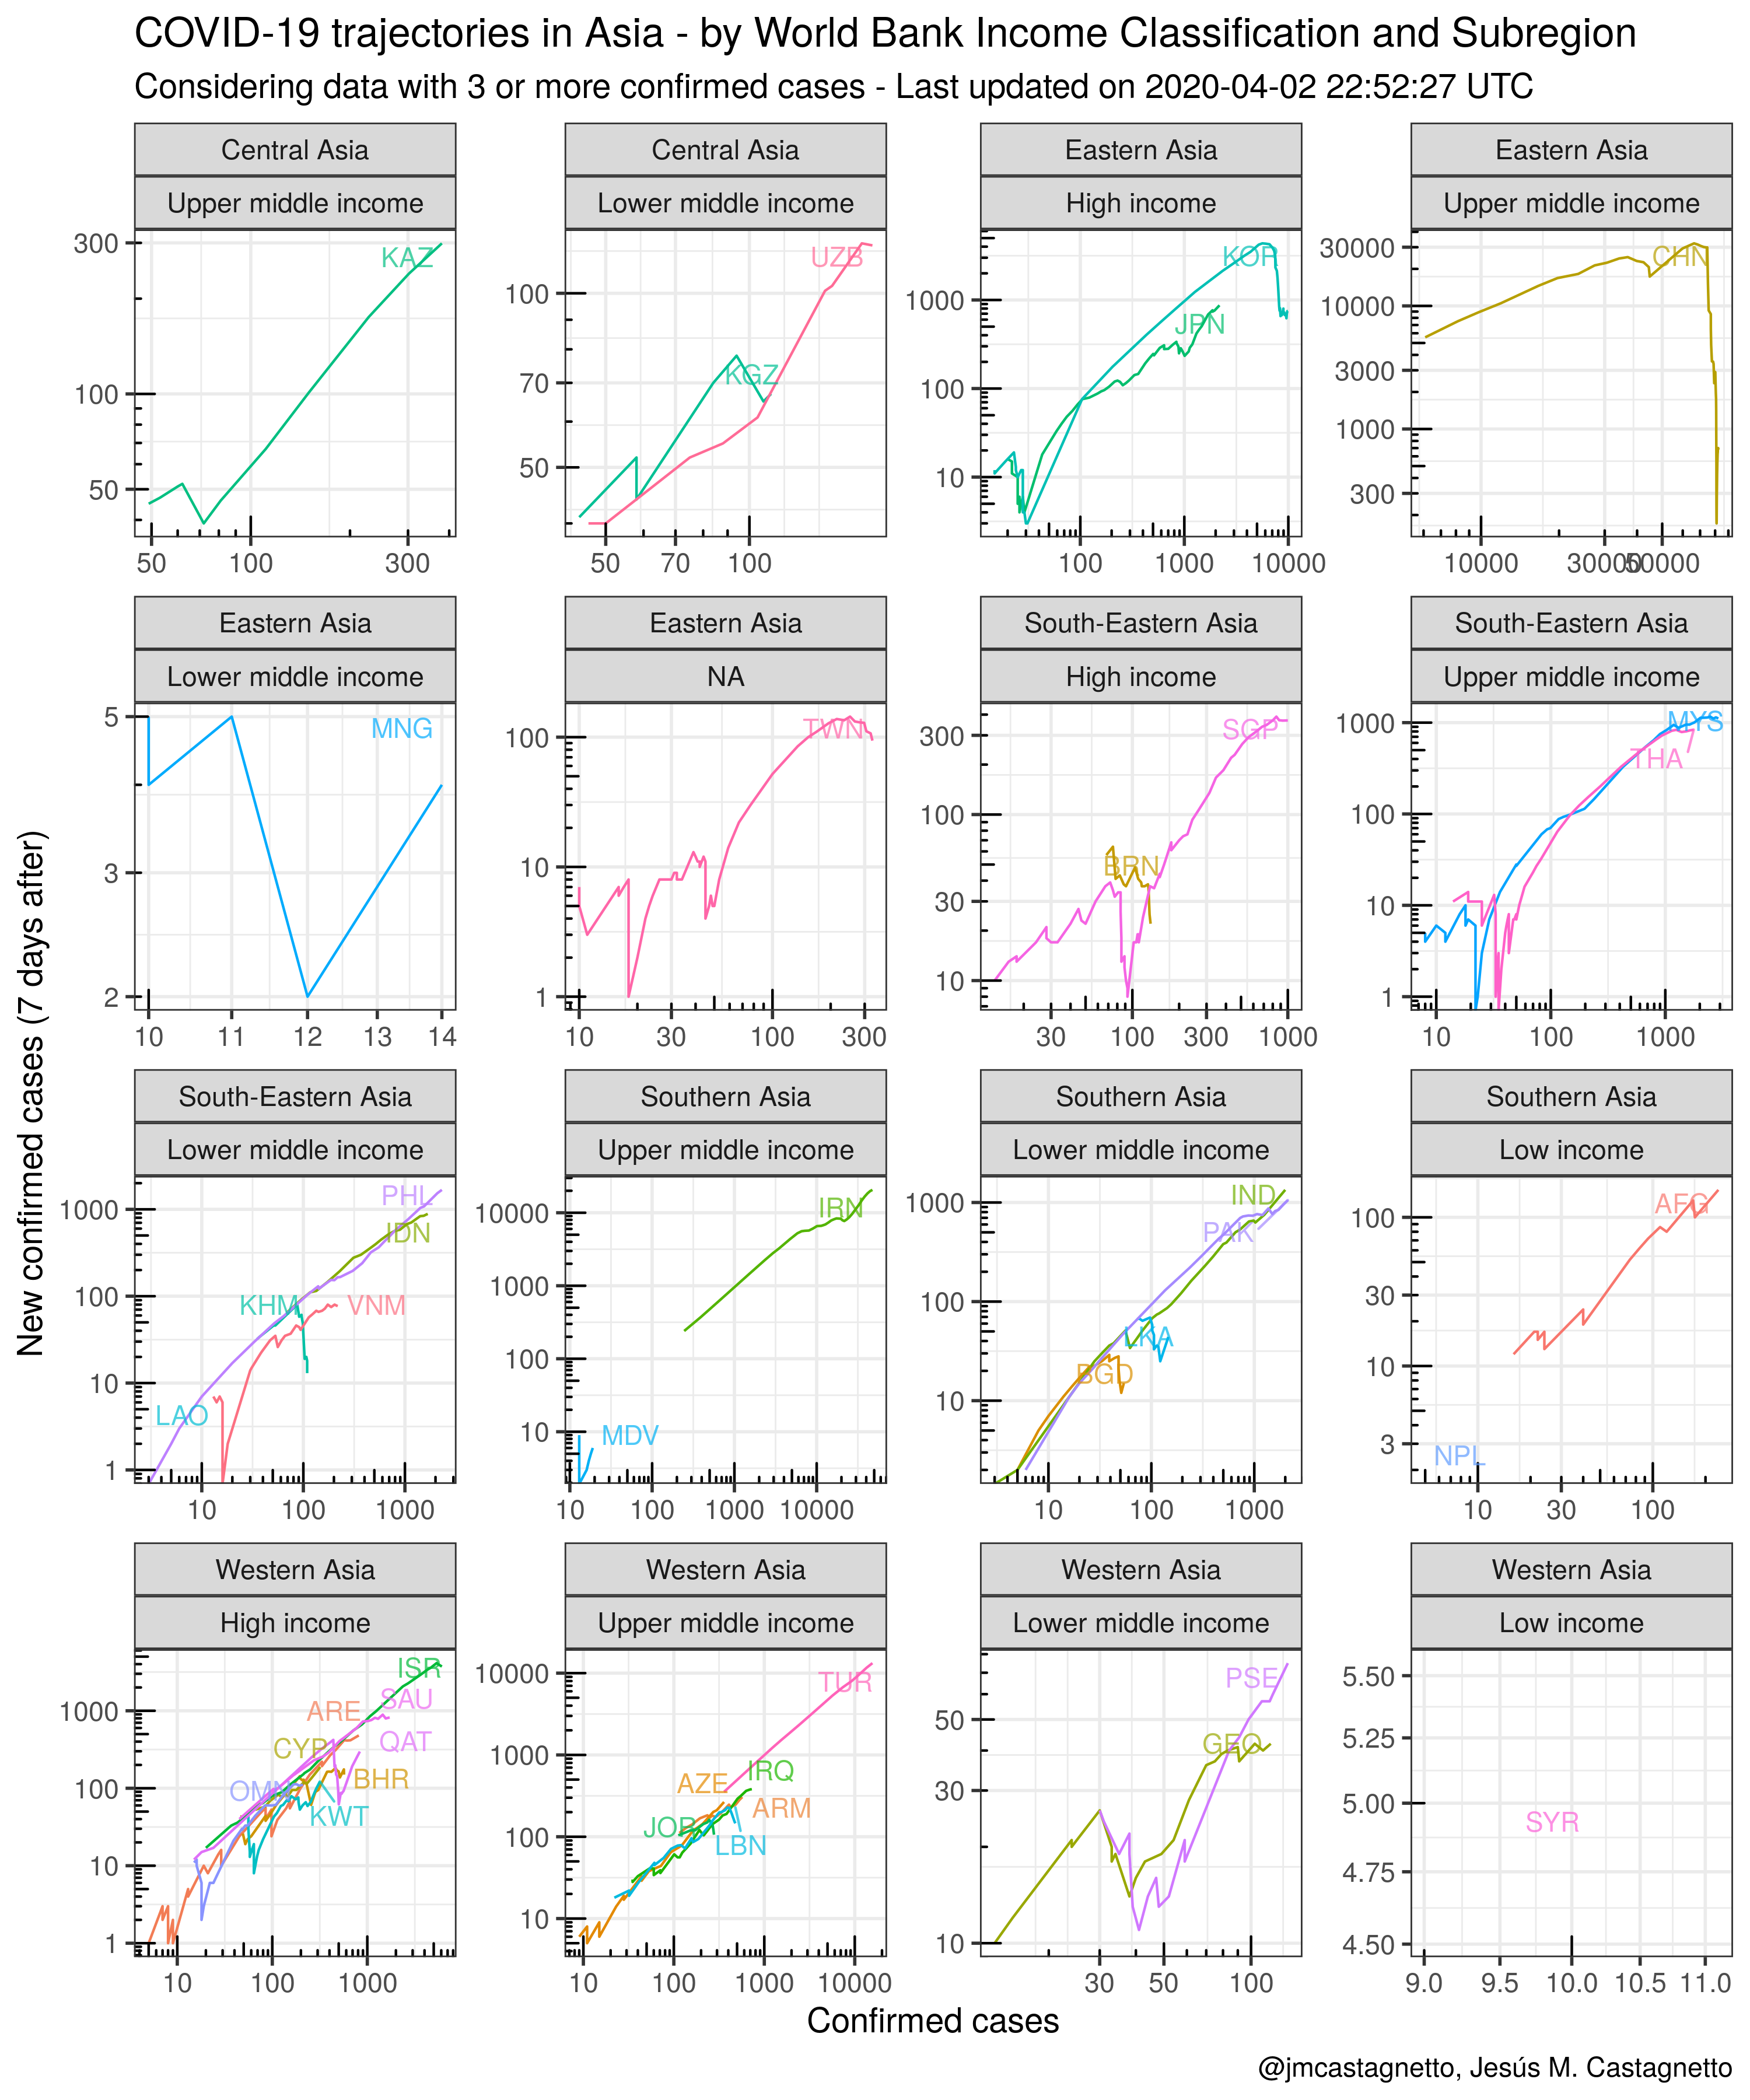 COVID-19 trajectories in Asia - by World Bank Income Classification and Subregion
Considering data with 3 or more confirmed cases - Last updated on 2020-04-02 22:52:27 UTC
Central Asia
Upper middle income
KAZ
300
100
50
50 100 300
Central Asia
Lower middle income
UZB
KGZ
100
70
50
50 70 100
Eastern Asia
High income
KOR
JPN
1000
100
10
100 1000 10000
Eastern Asia
Upper middle income
CHN
30000
10000
3000
1000
300
10000 30000 50000
Eastern Asia
Lower middle income
MNG
5
3
2
10 11 12 13 14
Eastern Asia
NA
TWN
100
10
1
10 30 100 300
South-Eastern Asia
High income
SGP
BRN
300
100
30
10
30 100 300 1000
South-Eastern Asia
Upper middle income
MYS
THA
1000
100
10
1
10 100 1000
South-Eastern Asia
Lower middle income
PHL
IDN
KHM
VNM
LAO
1000
100
10
1
10 100 1000
Southern Asia
Upper middle income
IRN
MDV
10000
1000
100
10
10 100 1000 10000
Southern Asia
Lower middle income
IND
PAK
LKA
BGD
1000
100
10
10 100 1000
Southern Asia
Low income
AFG
NPL
100
30
10
3
10 30 100
Western Asia
High income
ISR
SAU
ARE
QAT
CYP
BHR
OMN
KWT
1000
100
10
1
10 100 1000
Western Asia
Upper middle income
TUR
IRQ
AZE
ARM
JOR
LBN
10000
1000
100
10
10 100 1000 10000
Western Asia
Lower middle income
PSE
GEO
50
30
10
30 50 100
Western Asia
Low income
SYR
5.50
5.25
5.00
4.75
4.50
9.0 9.5 10.0 10.5 11.0
New confirmed cases (7 days after)
Confirmed cases
@jmcastagnetto, Jesús M. Castagnetto